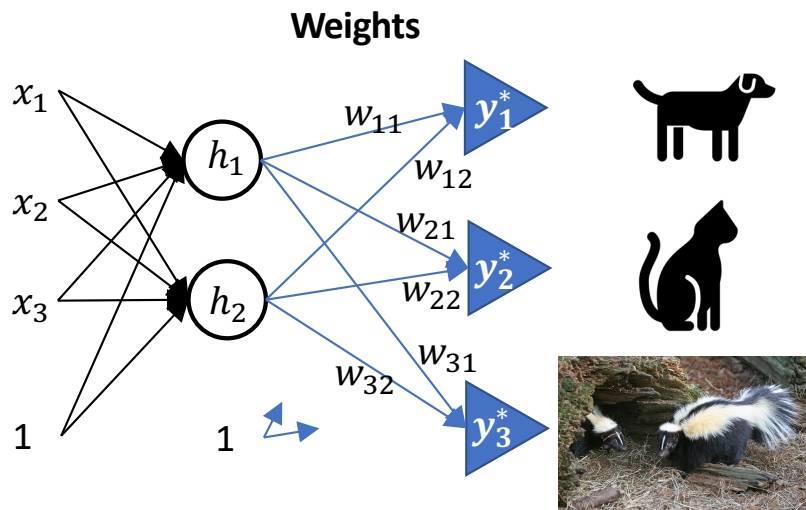 Weights
x₁
x₂
x₃
1
h₁
h₂
1
w₁₁
w₁₂
w₂₁
w₂₂
w₃₁
w₃₂
y₁*
y₂*
y₃*